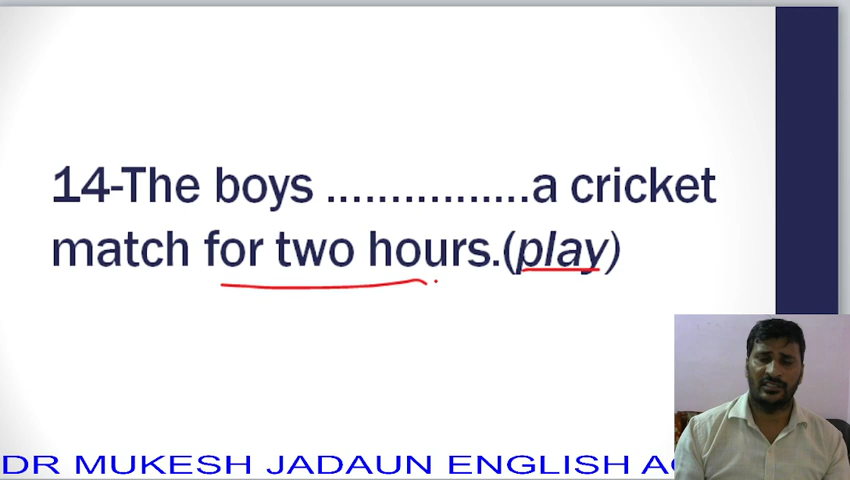 14-The boys ................a cricket
match for two hours.(play)
DR MUKESH JADAUN ENGLISH